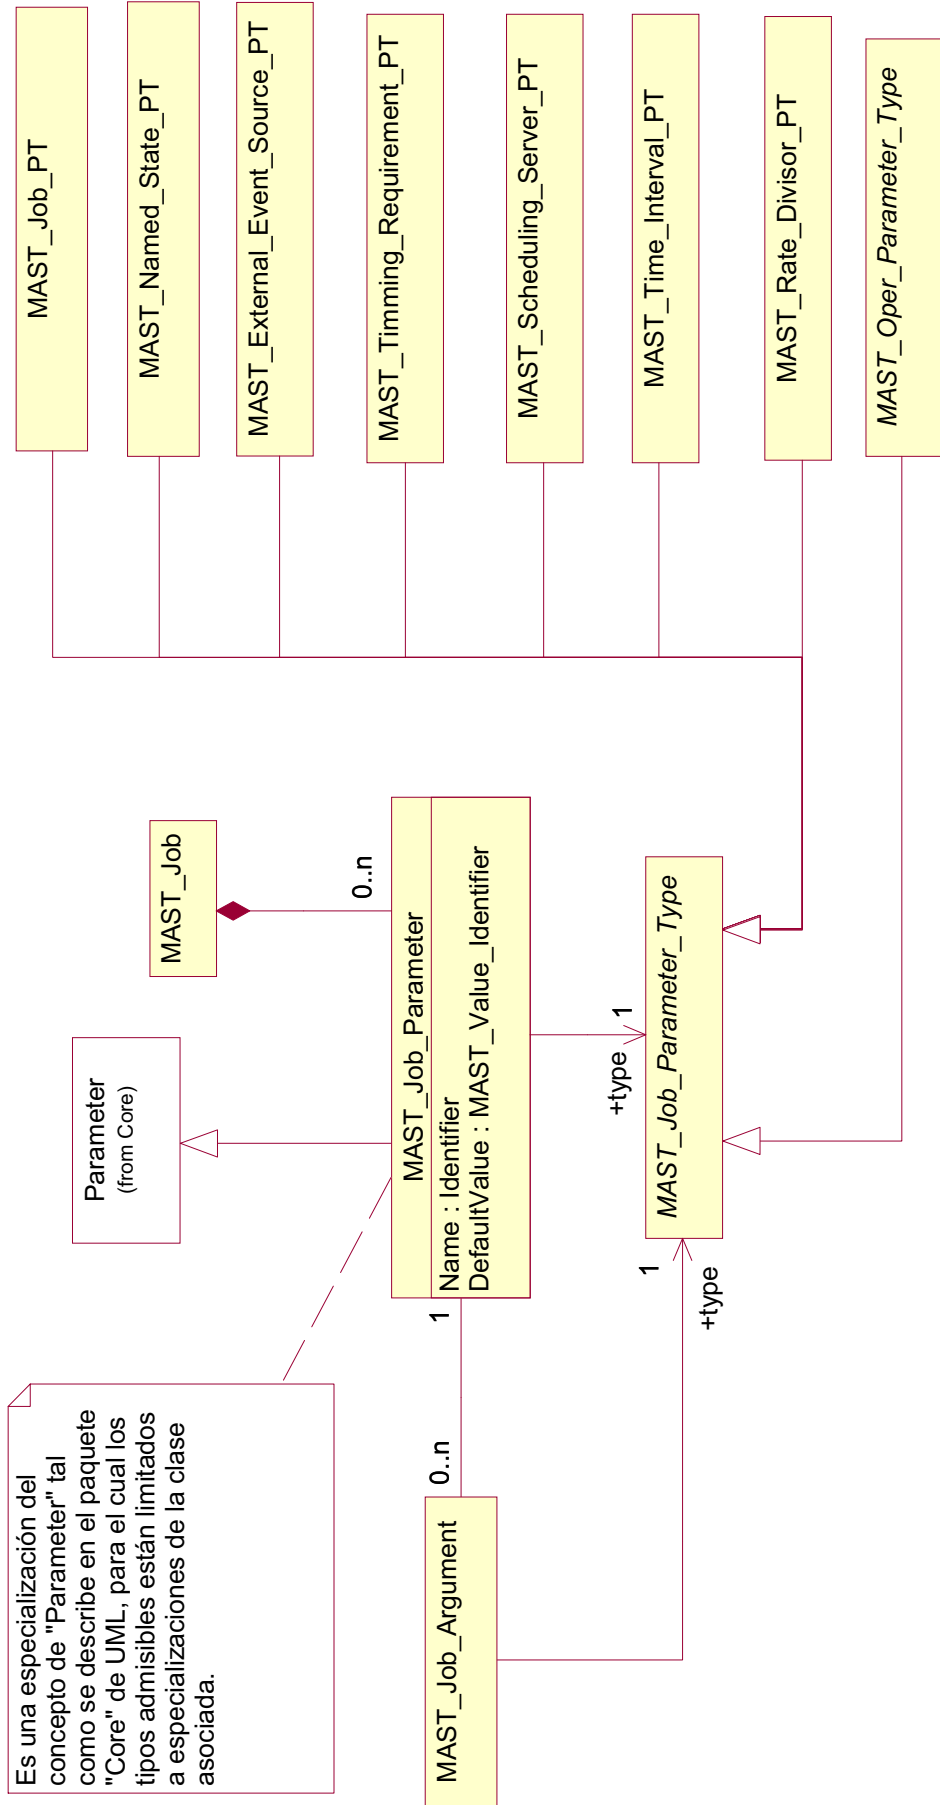 Es una especialización del
concepto de "Parameter" tal
como se describe en el paquete
"Core" de UML, para el cual los
tipos admisibles están limitados
a especializaciones de la clase
asociada.
Parameter
(from Core)
MAST_Job
0..n
MAST_Job_Argument
0..n
1
MAST_Job_Parameter
Name : Identifier
DefaultValue : MAST_Value_Identifier
+type
1
1
+type
MAST_Job_Parameter_Type
MAST_Job_PT
MAST_Named_State_PT
MAST_External_Event_Source_PT
MAST_Timming_Requirement_PT
MAST_Scheduling_Server_PT
MAST_Time_Interval_PT
MAST_Rate_Divisor_PT
MAST_Oper_Parameter_Type